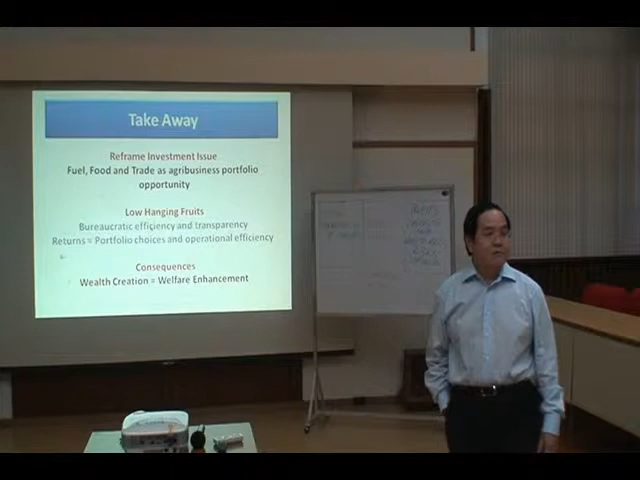 Take Away
Reframe Investment Issue
Fuel, Food and Trade as agribusiness portfolio
opportunity
Low Hanging Fruits
Bureaucratic efficiency and transparency
Returns = Portfolio choices and operational efficiency
Consequences
Wealth Creation = Welfare Enhancement